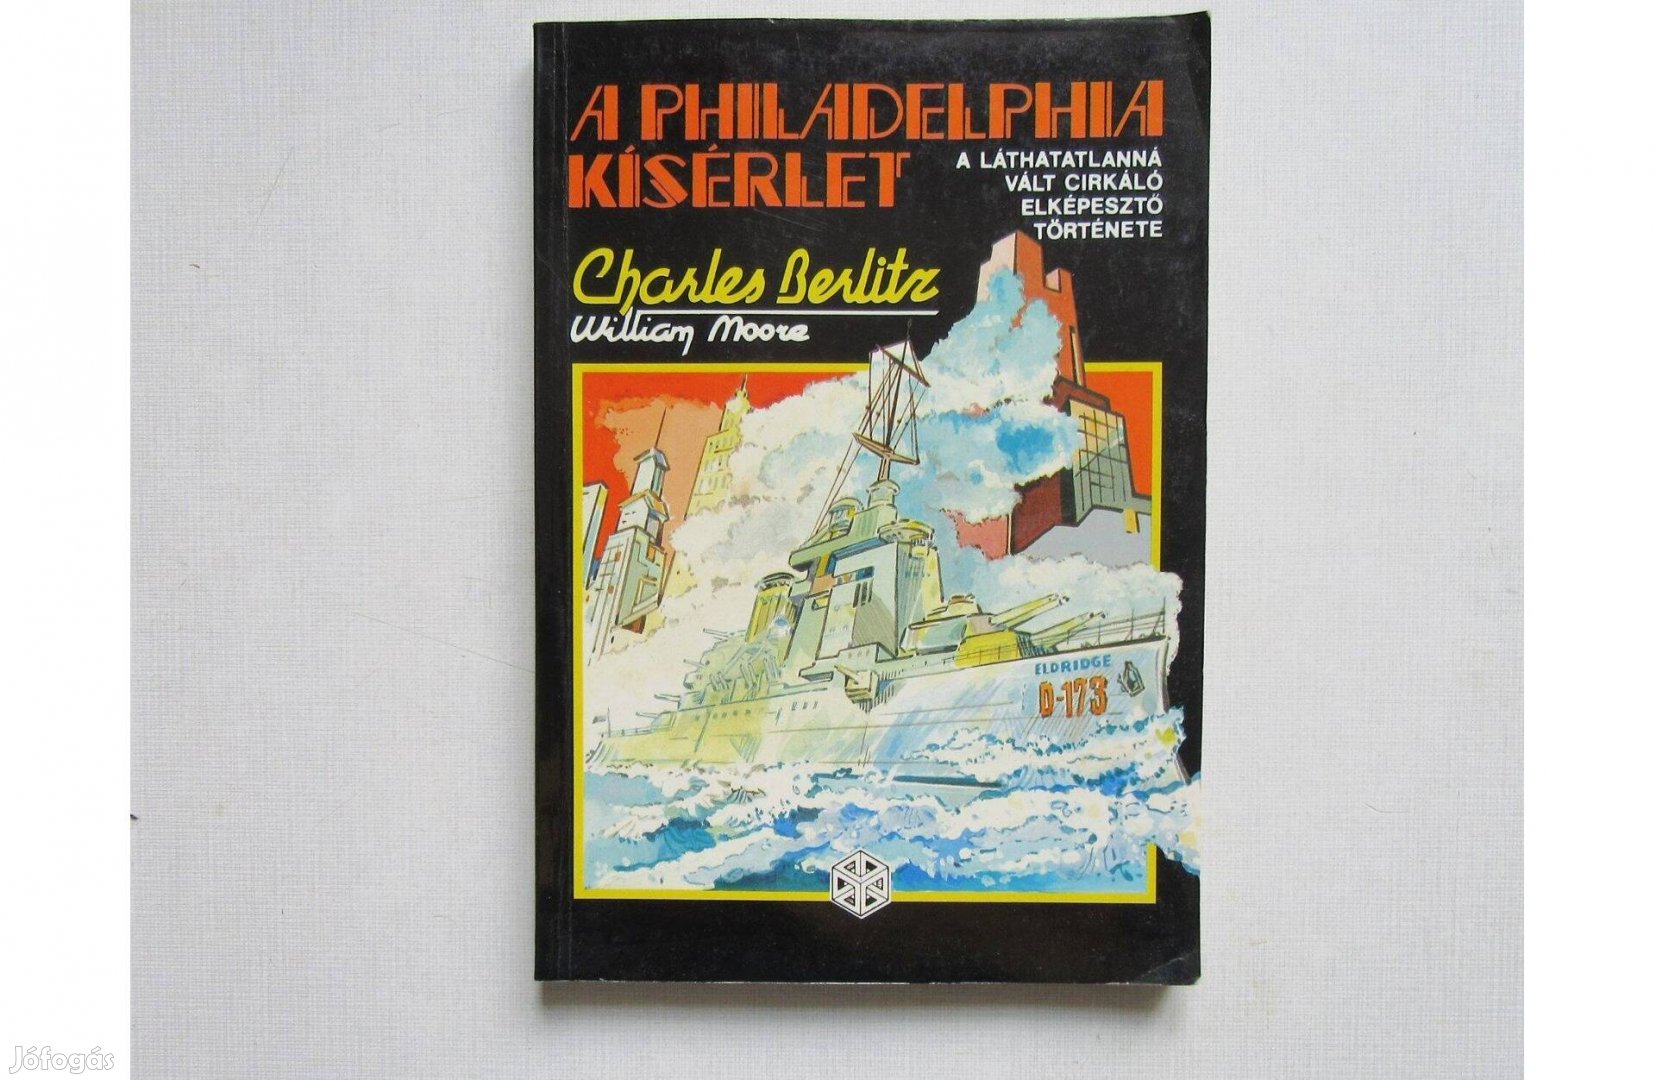 A PHILADELPHIA
KÍSÉRLET
A LÁTHATATLANNÁ
VÁLT CIRKÁLÓ
ELKÉPESZTŐ
TÖRTÉNETE
Charles Berlitz
William Moore
ELDRIDGE
D-173
Jófogás